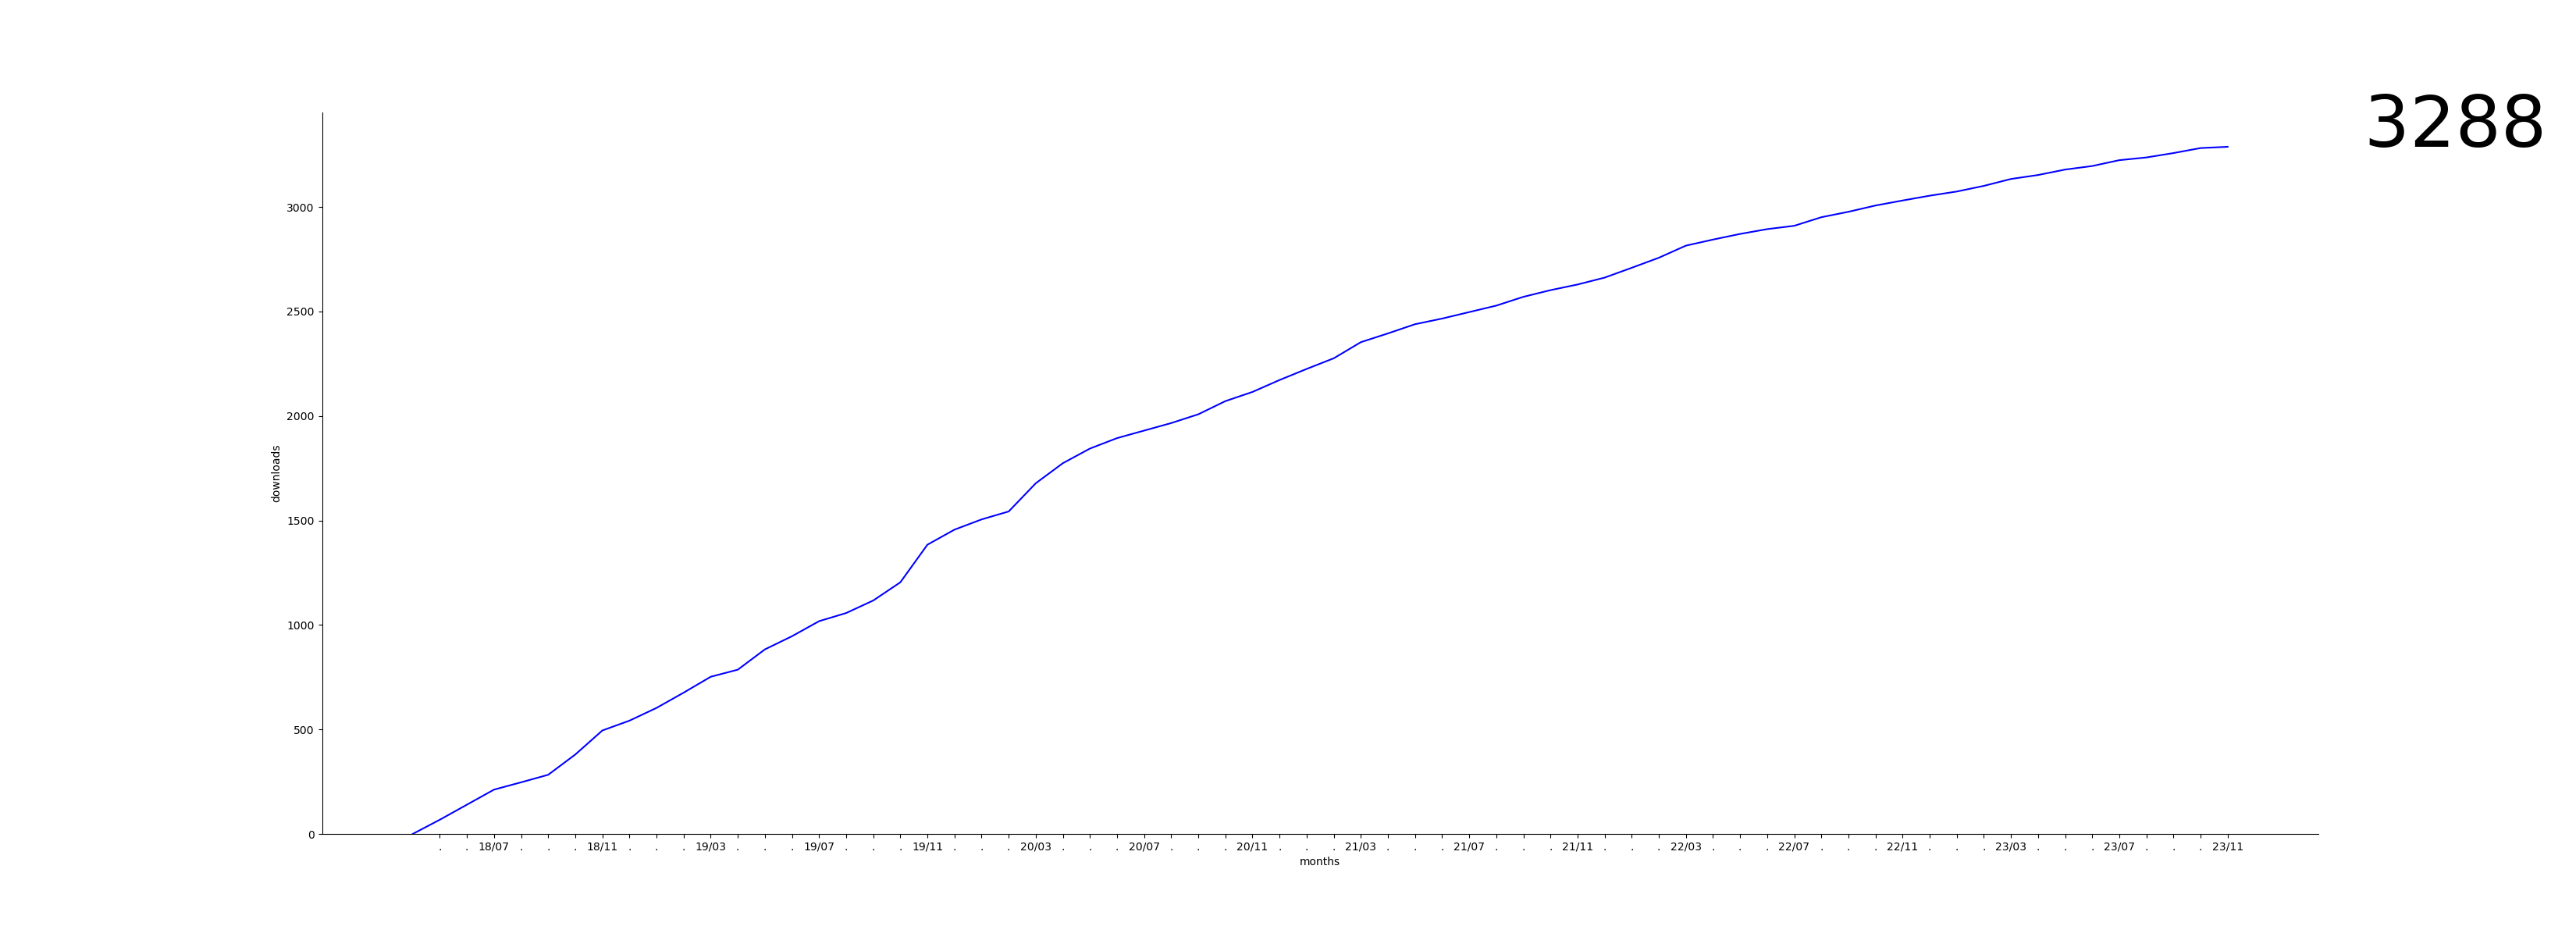 3288
3000
2500
2000
1500
1000
500
0
downloads
. . 18/07 . . . 18/11 . . . 19/03 . . . 19/07 . . . 19/11 . . . 20/03 . . . 20/07 . . . 20/11 . . . 21/03 . . . 21/07 . . . 21/11 . . . 22/03 . . . 22/07 . . . 22/11 . . . 23/03 . . . 23/07 . . . 23/11
months